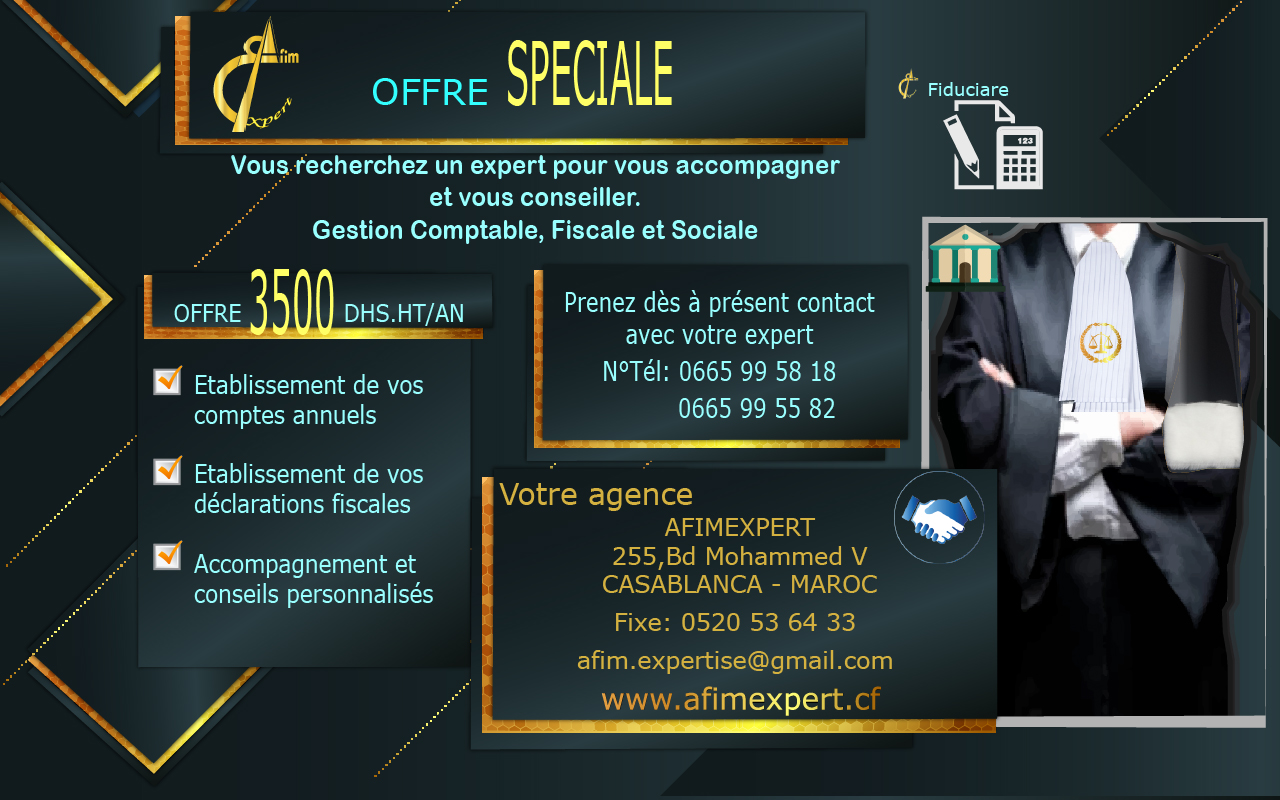 Afim
Expert
OFFRE SPECIALE
Fiduciare
123
Vous recherchez un expert pour vous accompagner
et vous conseiller.
Gestion Comptable, Fiscale et Sociale
OFFRE 3500 DHS.HT/AN
Etablissement de vos
comptes annuels
Etablissement de vos
déclarations fiscales
Accompagnement et
conseils personnalisés
Prenez dès à présent contact
avec votre expert
N°Tél: 0665 99 58 18
0665 99 55 82
Votre agence
AFIMEXPERT
255,Bd Mohammed V
CASABLANCA - MAROC
Fixe: 0520 53 64 33
afim.expertise@gmail.com
www.afimexpert.cf